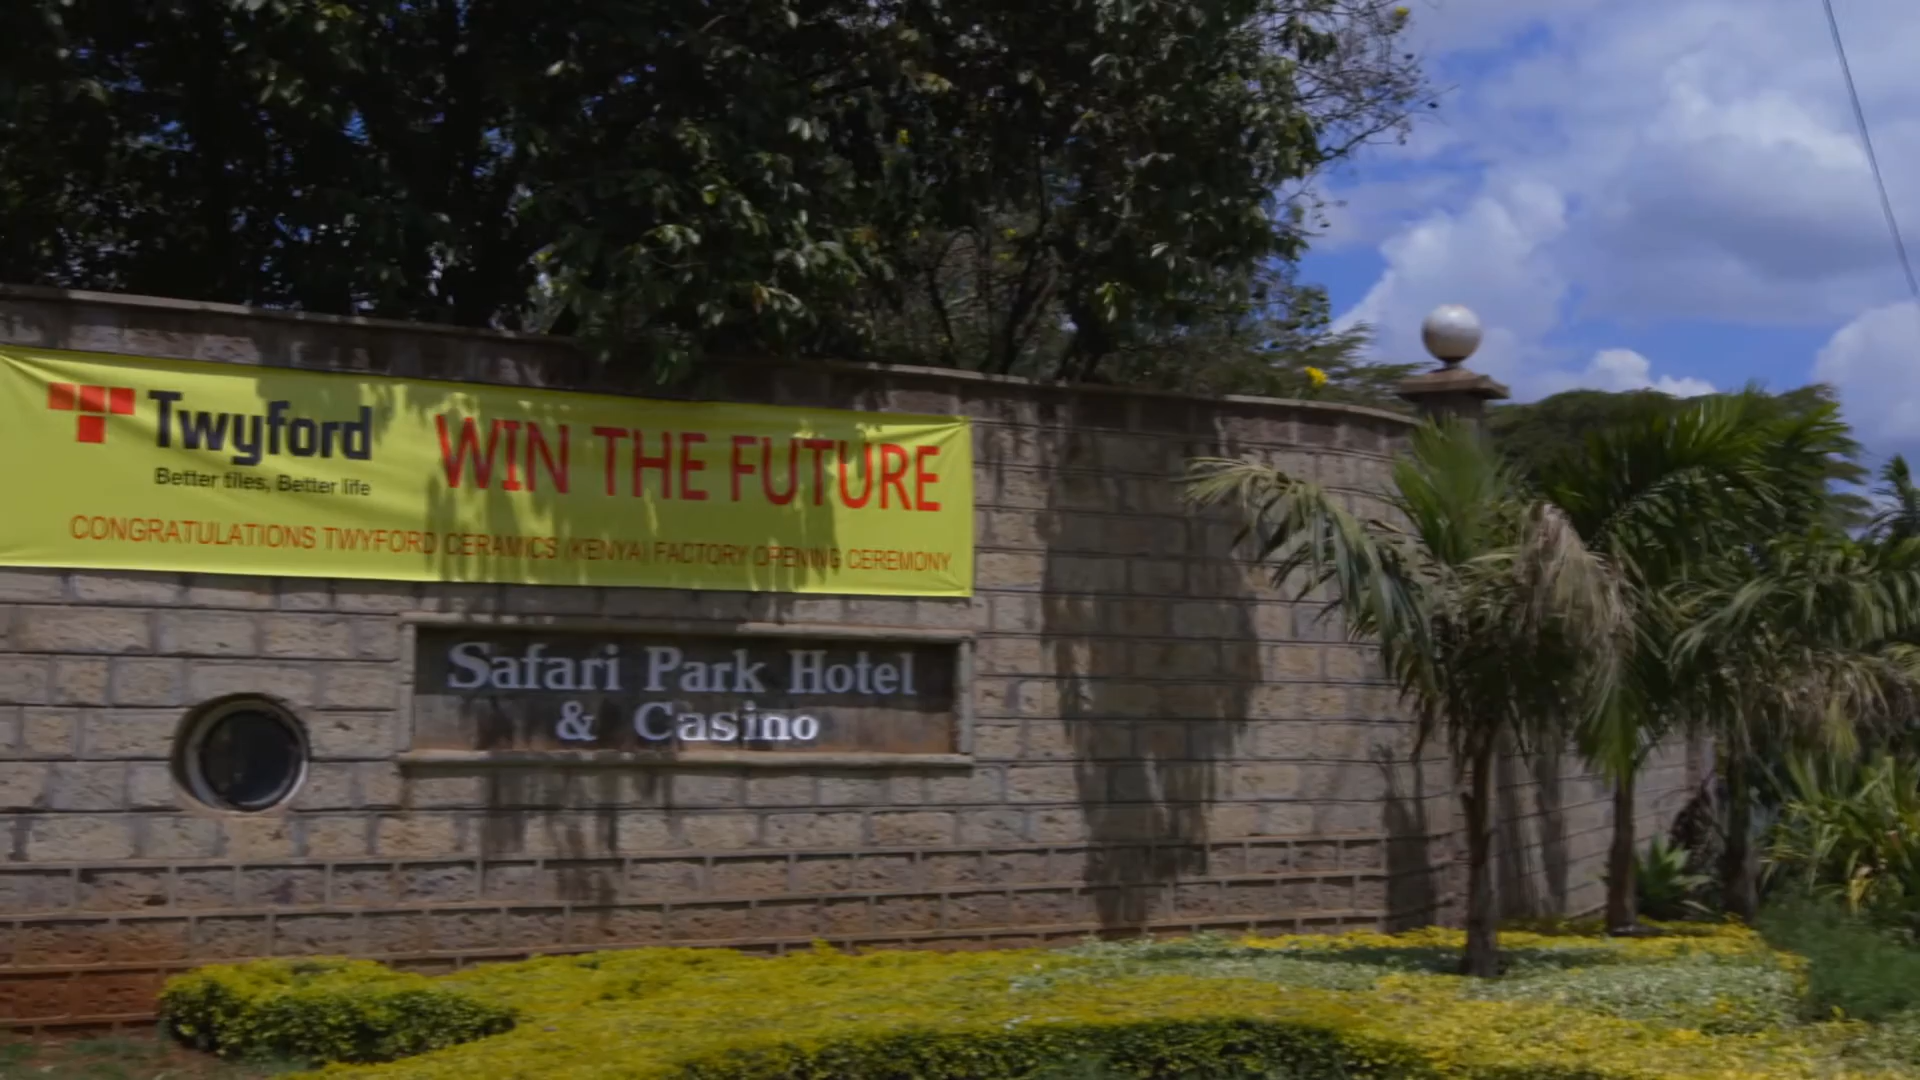 Twyford
Better tiles, Better life
WIN THE FUTURE
CONGRATULATIONS TWYFORD CERAMICS (KENYA) FACTORY OPENING CEREMONY
Safari Park Hotel
& Casino